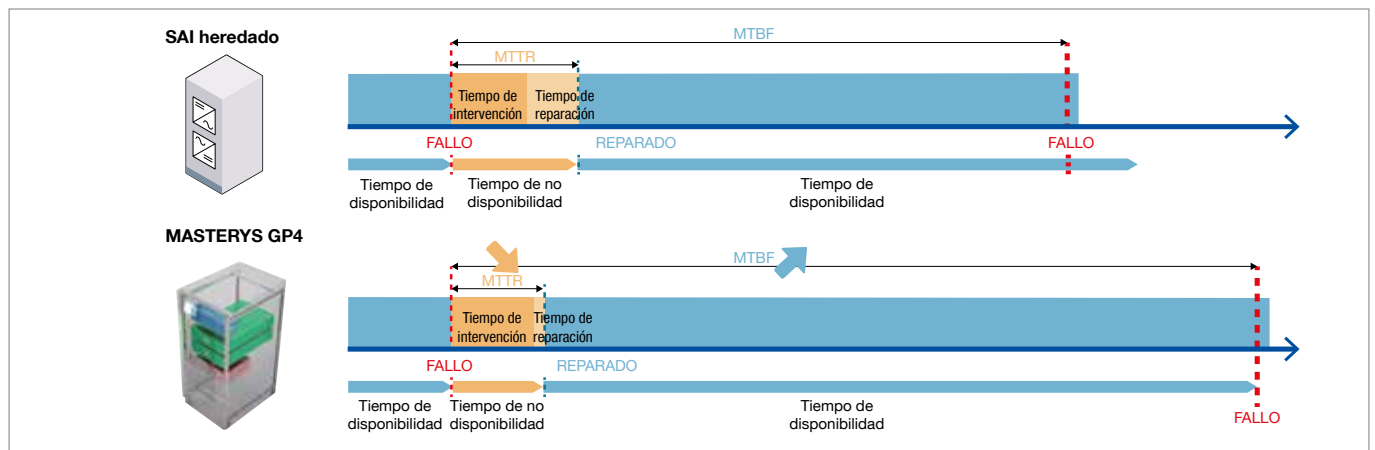 SAI heredado
MTBF
MTTR
Tiempo de
intervención
Tiempo de
reparación
FALLO
REPARADO
FALLO
Tiempo de
disponibilidad
Tiempo de no
disponibilidad
Tiempo de
disponibilidad
MASTERYS GP4
MTBF
MTTR
Tiempo de
intervención
Tiempo de
reparación
FALLO
REPARADO
Tiempo de
disponibilidad
Tiempo de no
disponibilidad
Tiempo de
disponibilidad
FALLO